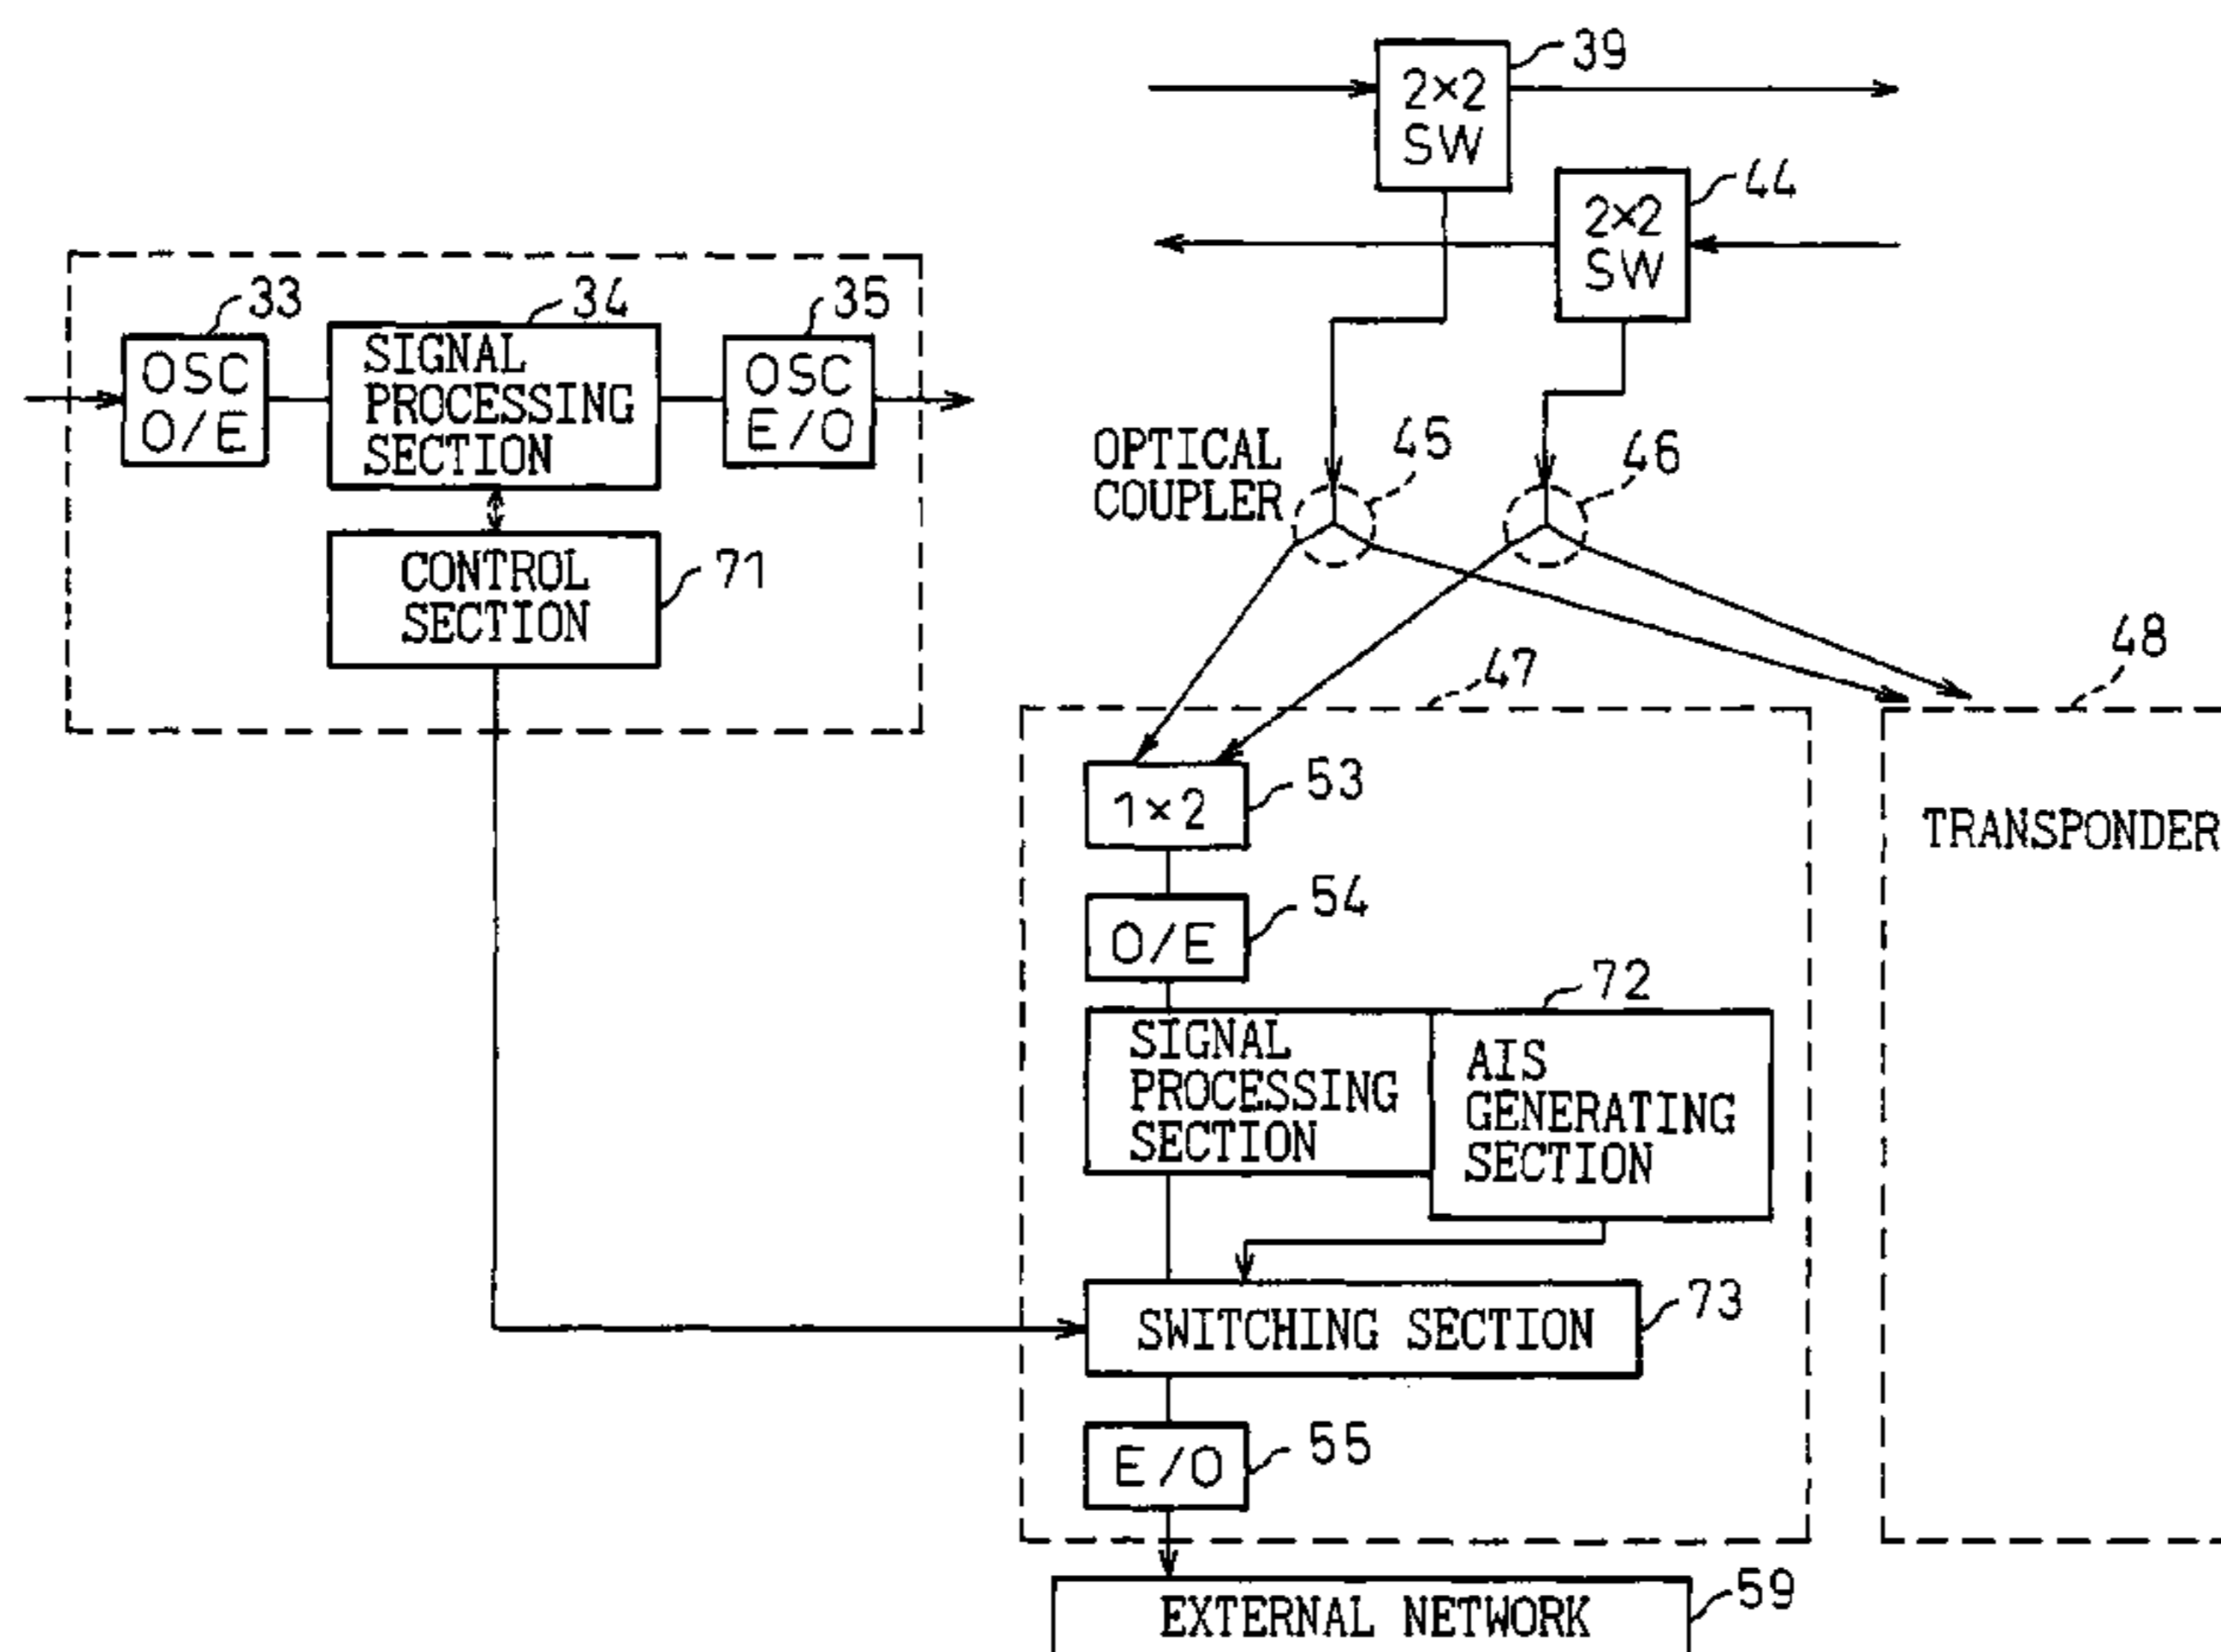 39
2×2
SW
44
2×2
SW
33
34
35
OSC
O/E
SIGNAL
PROCESSING
SECTION
OSC
E/O
OPTICAL
COUPLER
45
46
CONTROL
SECTION
71
47
48
1×2
53
TRANSPONDER
O/E
54
72
SIGNAL
PROCESSING
SECTION
AIS
GENERATING
SECTION
SWITCHING SECTION
73
E/O
55
EXTERNAL NETWORK
59